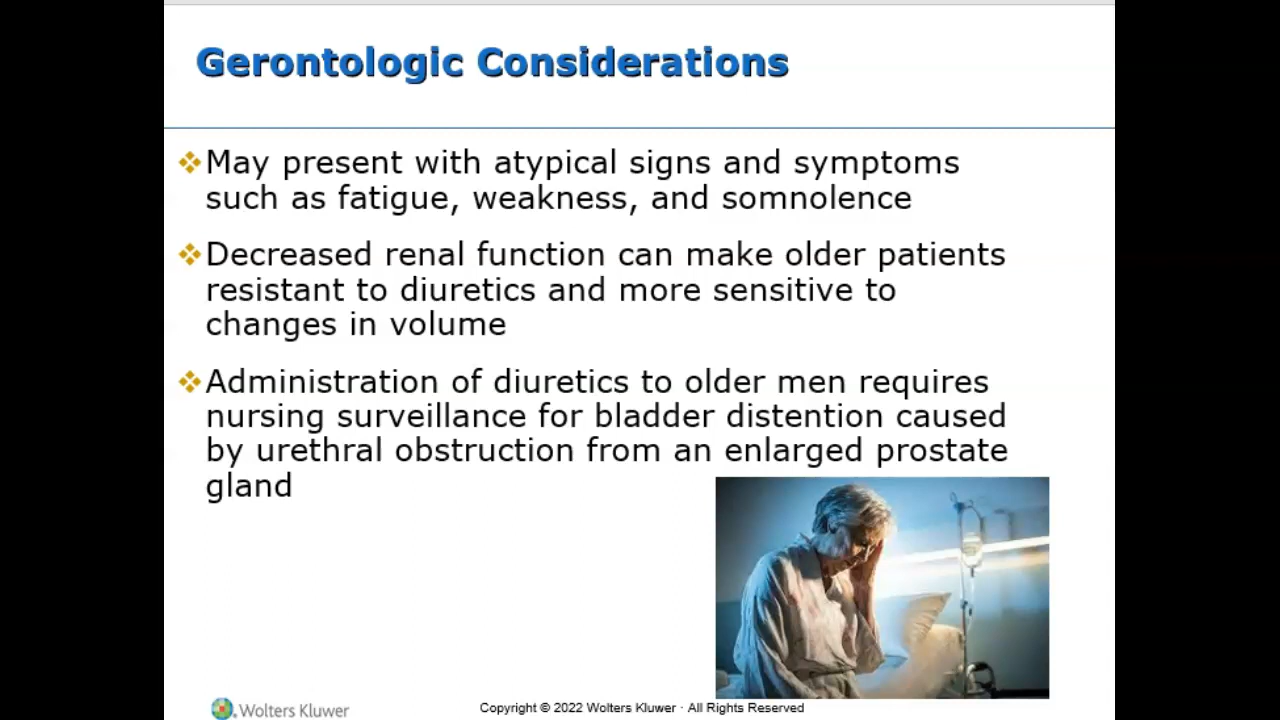 Gerontologic Considerations
May present with atypical signs and symptoms
such as fatigue, weakness, and somnolence
Decreased renal function can make older patients
resistant to diuretics and more sensitive to
changes in volume
Administration of diuretics to older men requires
nursing surveillance for bladder distention caused
by urethral obstruction from an enlarged prostate
gland
Wolters Kluwer
Copyright © 2022 Wolters Kluwer · All Rights Reserved